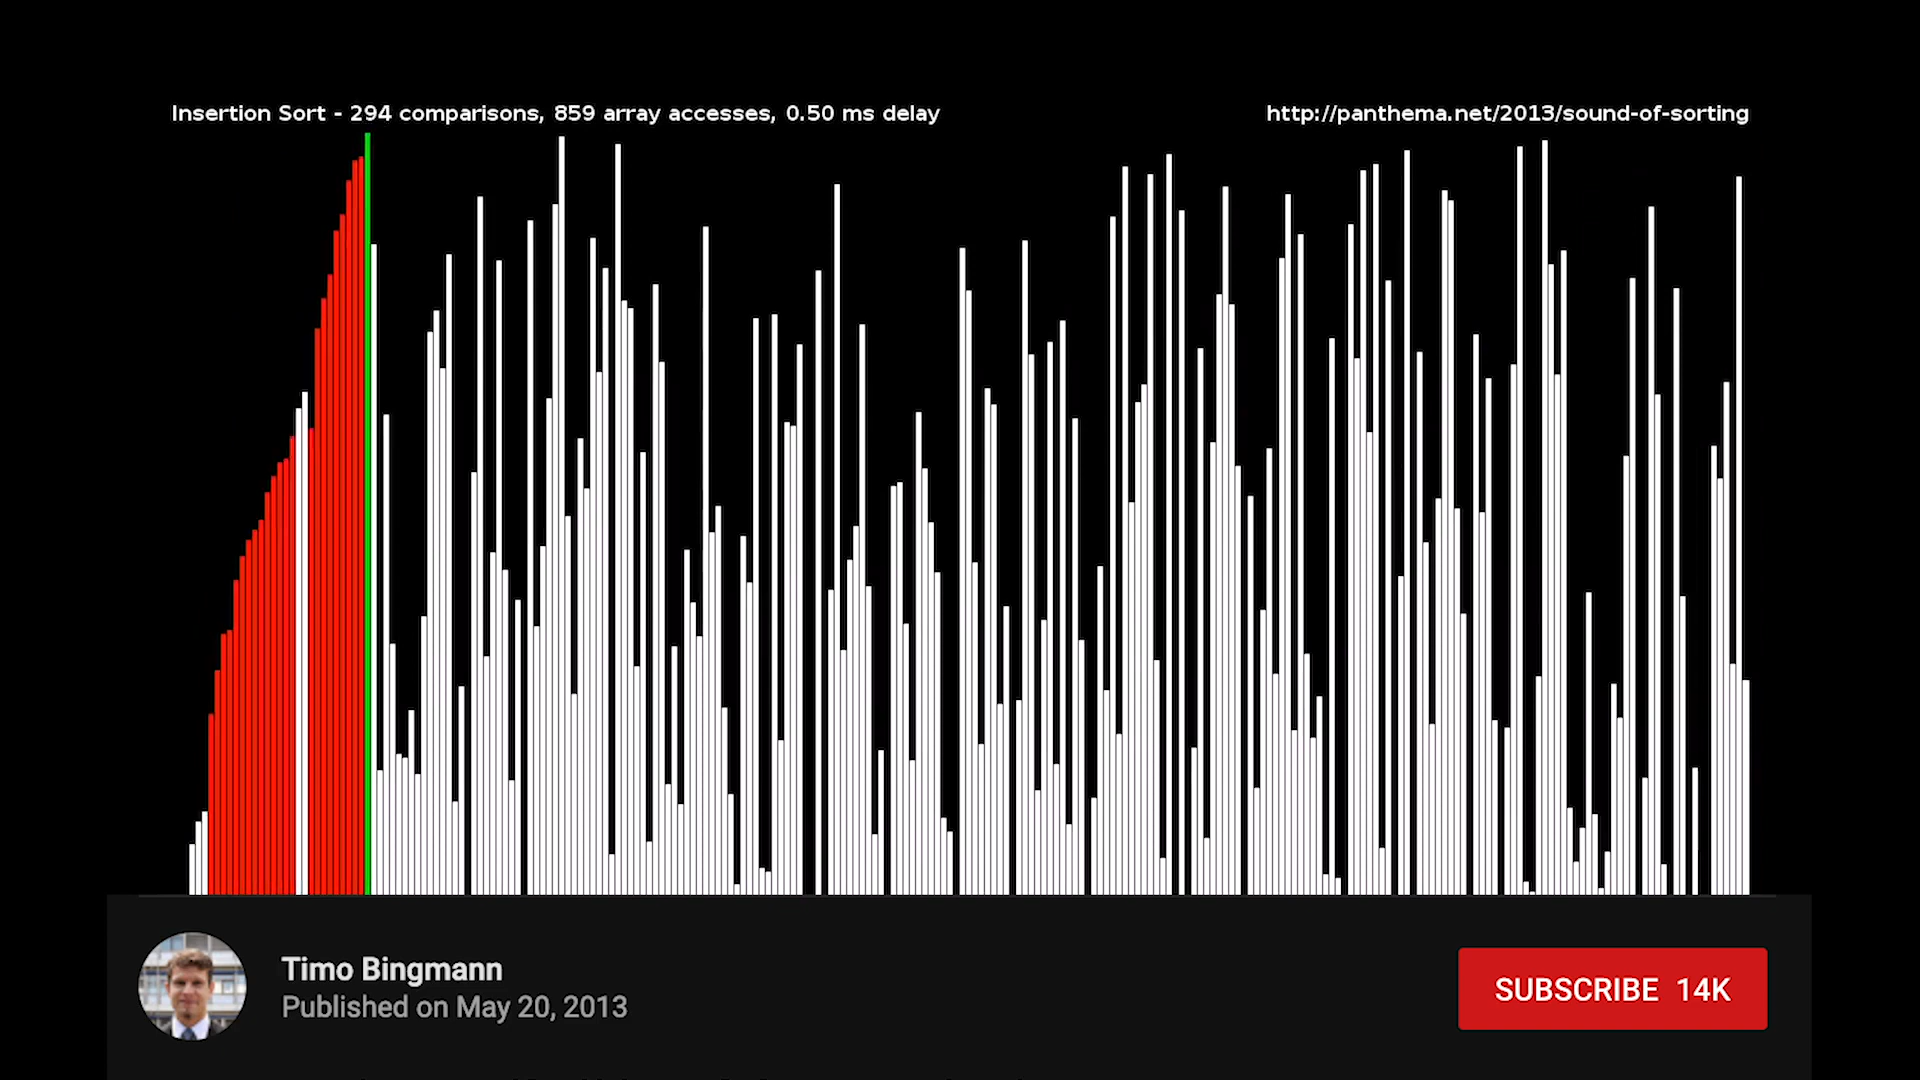 Insertion Sort - 294 comparisons, 859 array accesses, 0.50 ms delay
http://panthema.net/2013/sound-of-sorting
Timo Bingmann
Published on May 20, 2013
SUBSCRIBE 14K